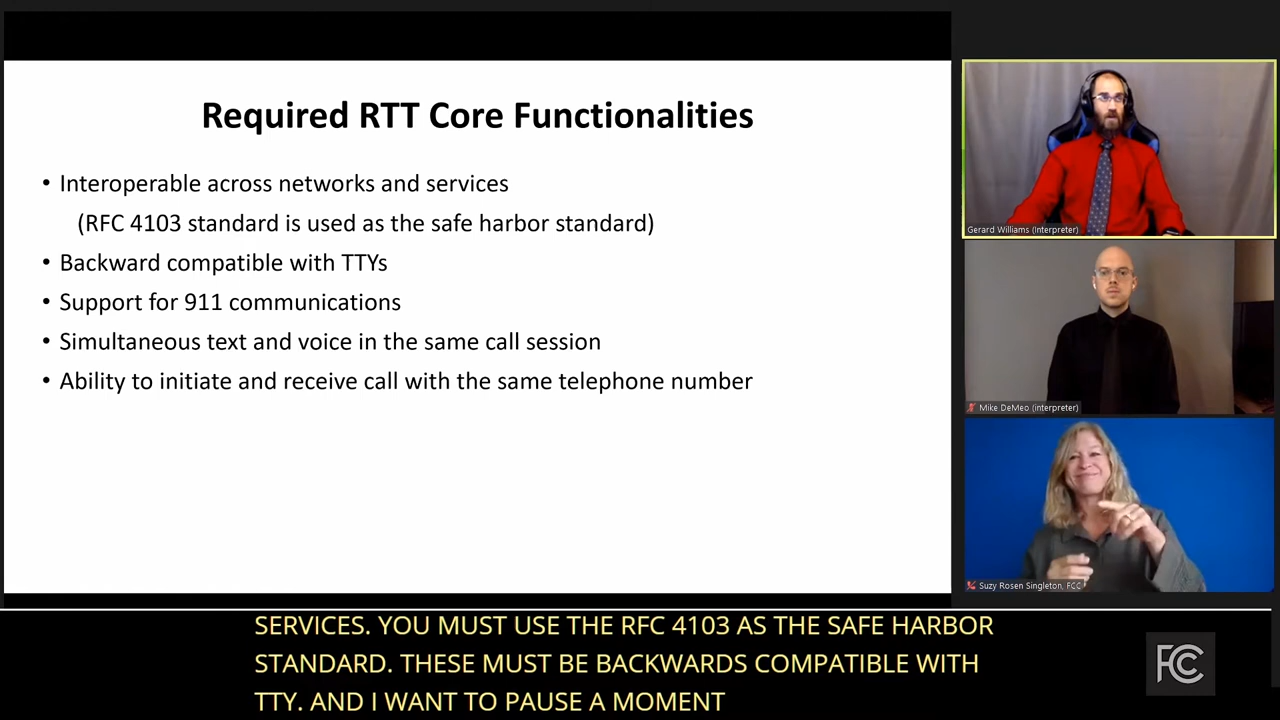 Required RTT Core Functionalities
• Interoperable across networks and services
(RFC 4103 standard is used as the safe harbor standard)
• Backward compatible with TTYs
• Support for 911 communications
• Simultaneous text and voice in the same call session
• Ability to initiate and receive call with the same telephone number
Gerard Williams (Interpreter)
Mike DeMeo (interpreter)
Suzy Rosen Singleton, FCC
SERVICES. YOU MUST USE THE RFC 4103 AS THE SAFE HARBOR
STANDARD. THESE MUST BE BACKWARDS COMPATIBLE WITH
TTY. AND I WANT TO PAUSE A MOMENT
FCC